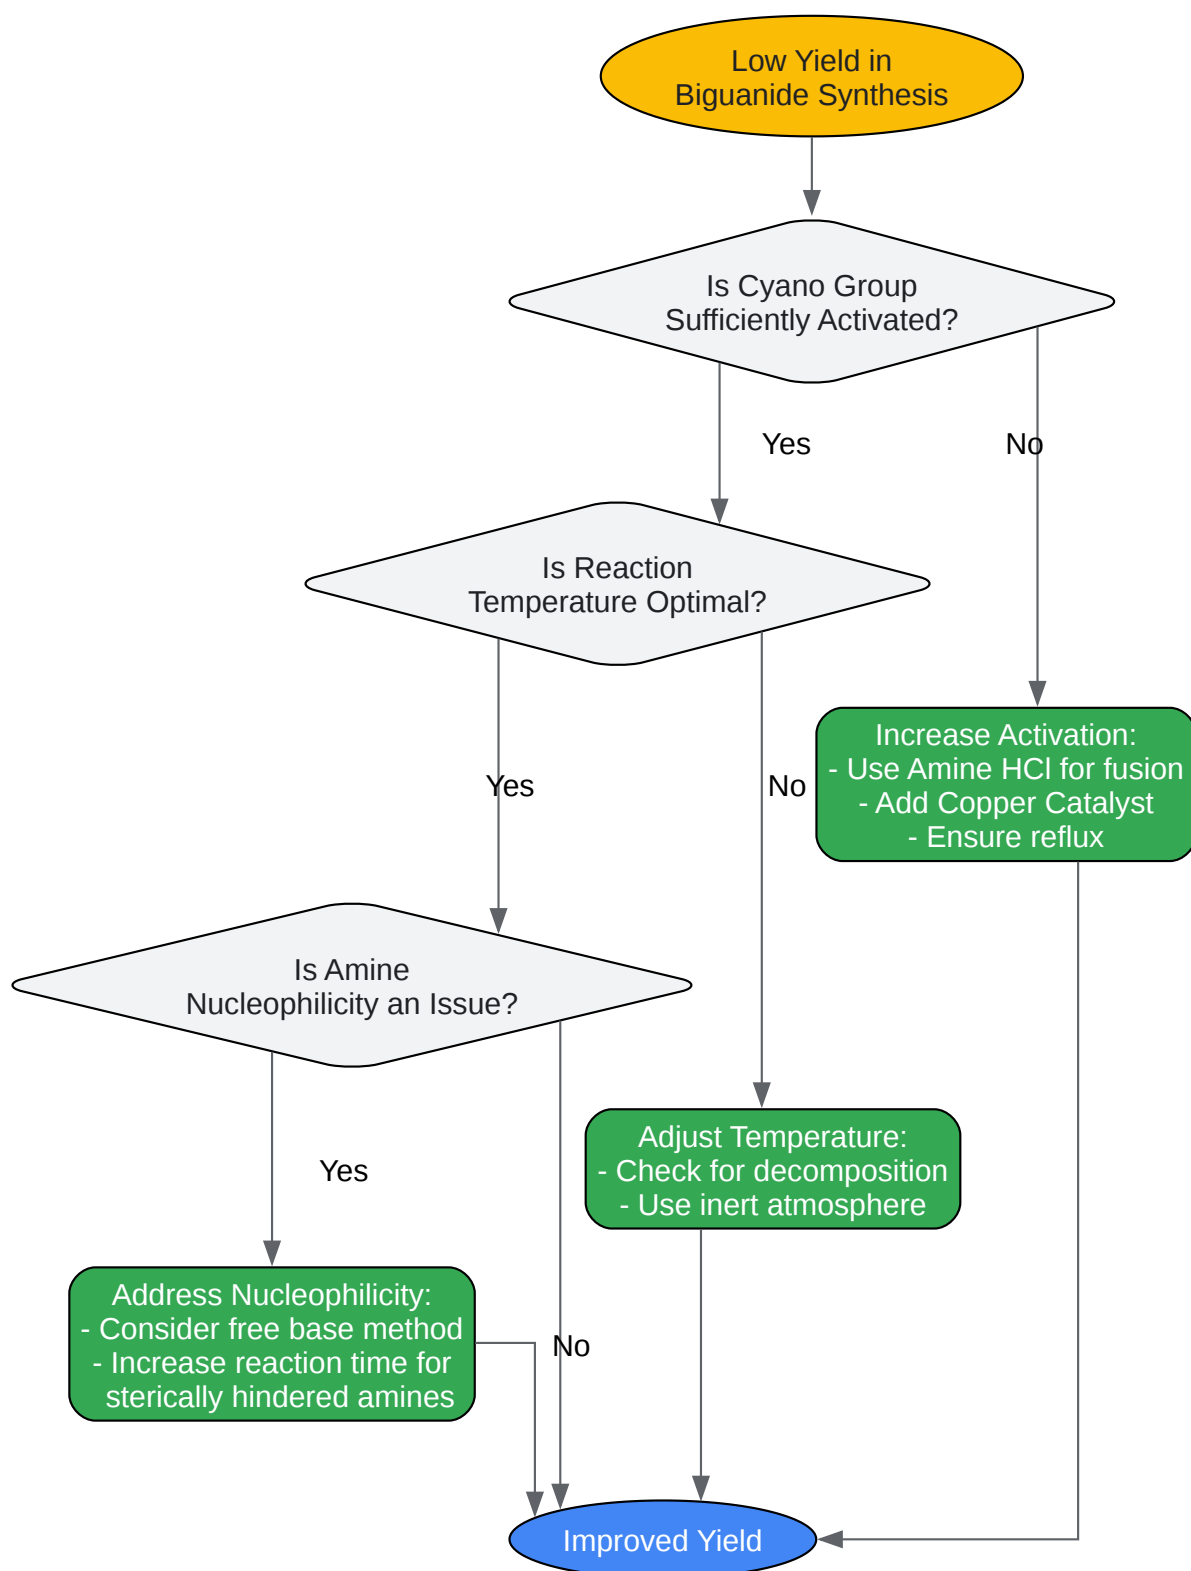 Low Yield in
Biguanide Synthesis
Is Cyano Group
Sufficiently Activated?
Yes
No
Is Reaction
Temperature Optimal?
Yes
No
Increase Activation:
- Use Amine HCl for fusion
- Add Copper Catalyst
- Ensure reflux
Is Amine
Nucleophilicity an Issue?
Yes
Adjust Temperature:
- Check for decomposition
- Use inert atmosphere
Address Nucleophilicity:
- Consider free base method
- Increase reaction time for
sterically hindered amines
No
Improved Yield